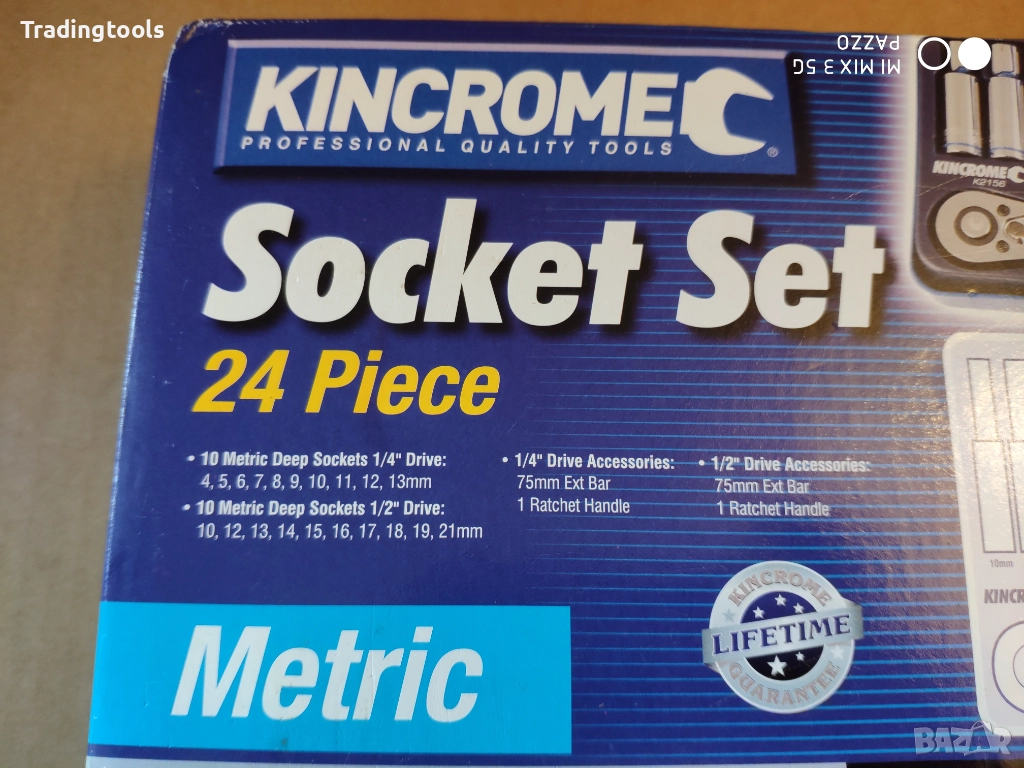 Tradingtools
MI MIX 3 5G
PAZZO
KINCROME
PROFESSIONAL QUALITY TOOLS
®
KINCROME
K2156
Socket Set
24 Piece
• 10 Metric Deep Sockets 1/4" Drive:
4, 5, 6, 7, 8, 9, 10, 11, 12, 13mm
• 10 Metric Deep Sockets 1/2" Drive:
10, 12, 13, 14, 15, 16, 17, 18, 19, 21mm
• 1/4" Drive Accessories:
75mm Ext Bar
1 Ratchet Handle
• 1/2" Drive Accessories:
75mm Ext Bar
1 Ratchet Handle
10mm
KINCR
KINCROME
LIFETIME
GUARANTEE
Metric
BAZAR